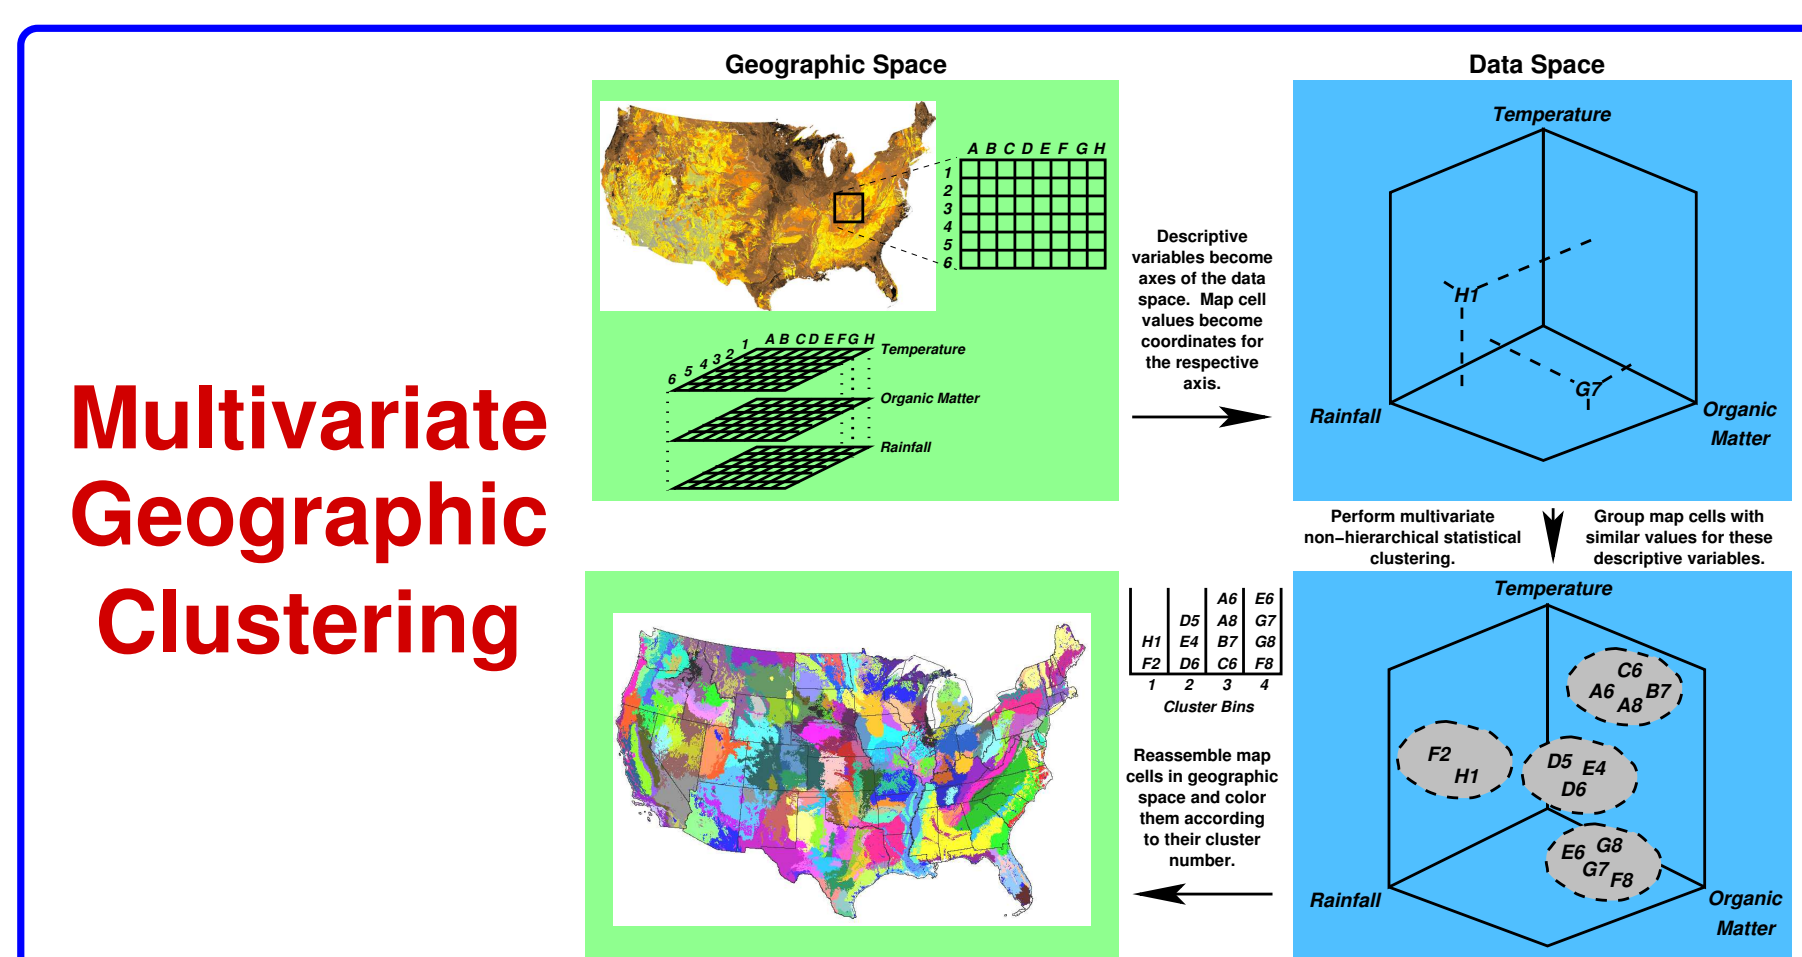 Multivariate
Geographic
Clustering
Geographic Space
A B C D E F G H
1
2
3
4
5
6
6 5 4 3 2 1 A B C D E F G H
Temperature
Organic Matter
Rainfall
Descriptive
variables become
axes of the data
space. Map cell
values become
coordinates for
the respective
axis.
Data Space
Temperature
H1
G7
Rainfall
Organic
Matter
Perform multivariate
non−hierarchical statistical
clustering.
Group map cells with
similar values for these
descriptive variables.
Temperature
C6
A6 B7
A8
F2
H1
D5 E4
D6
E6 G8
G7 F8
Rainfall
Organic
Matter
A6 E6
D5 A8 G7
H1 E4 B7 G8
F2 D6 C6 F8
1 2 3 4
Cluster Bins
Reassemble map
cells in geographic
space and color
them according
to their cluster
number.